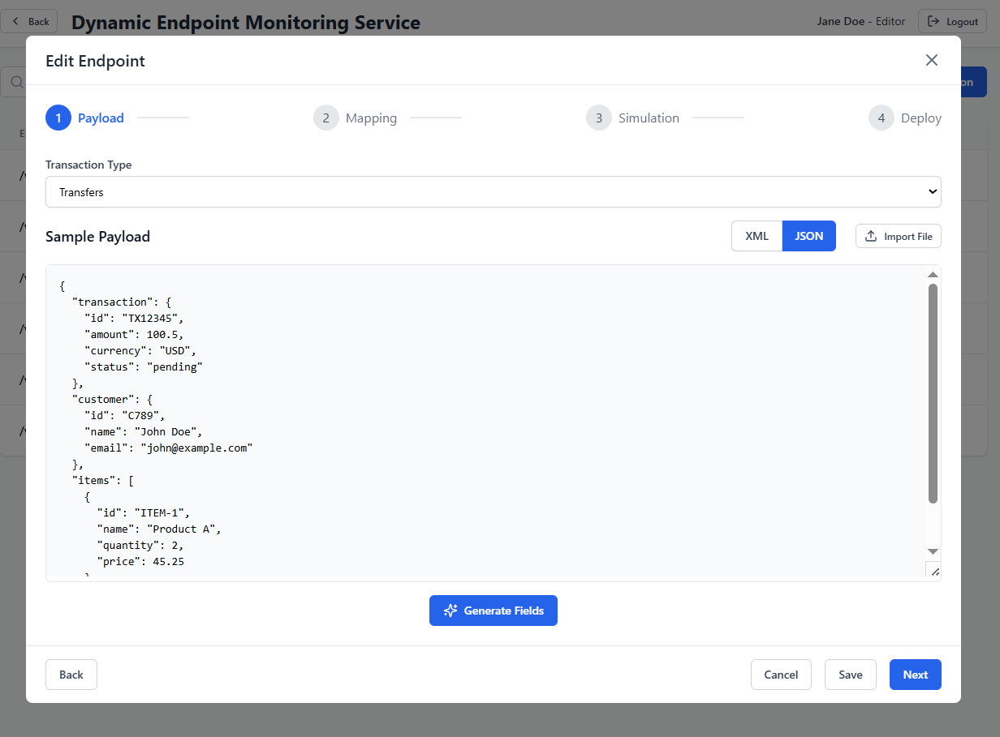 Back
Dynamic Endpoint Monitoring Service
Jane Doe - Editor
Logout
Edit Endpoint
1 Payload
2 Mapping
3 Simulation
4 Deploy
Transaction Type
Transfers
Sample Payload
XML
JSON
Import File
{
  "transaction": {
    "id": "TX12345",
    "amount": 100.5,
    "currency": "USD",
    "status": "pending"
  },
  "customer": {
    "id": "C789",
    "name": "John Doe",
    "email": "john@example.com"
  },
  "items": [
    {
      "id": "ITEM-1",
      "name": "Product A",
      "quantity": 2,
      "price": 45.25
Generate Fields
Back
Cancel
Save
Next